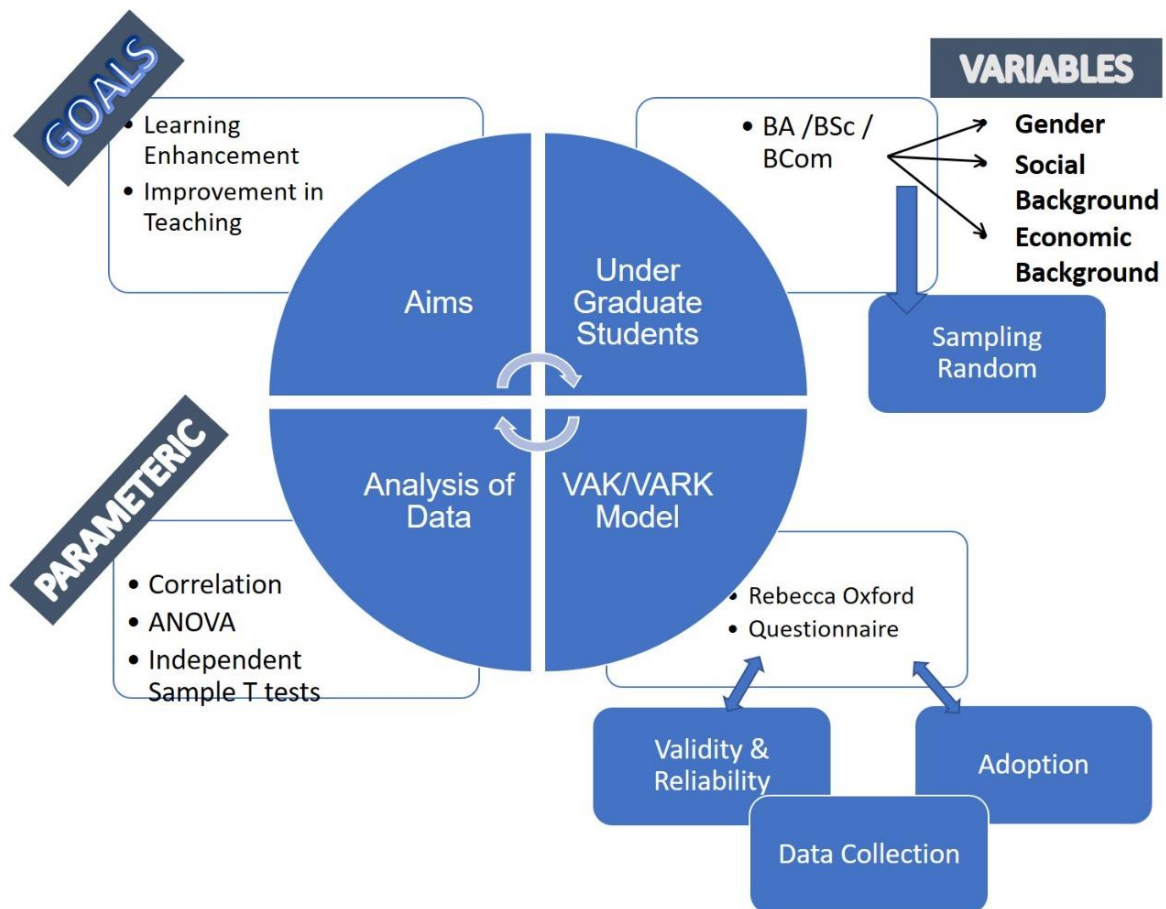 GOALS
• Learning
Enhancement
• Improvement in
Teaching
Aims
Under
Graduate
Students
• BA /BSc /
BCom
VARIABLES
• Gender
• Social
Background
• Economic
Background
Sampling
Random
PARAMETERIC
Analysis of
Data
• Correlation
• ANOVA
• Independent
Sample T tests
VAK/VARK
Model
• Rebecca Oxford
• Questionnaire
Validity &
Reliability
Adoption
Data Collection